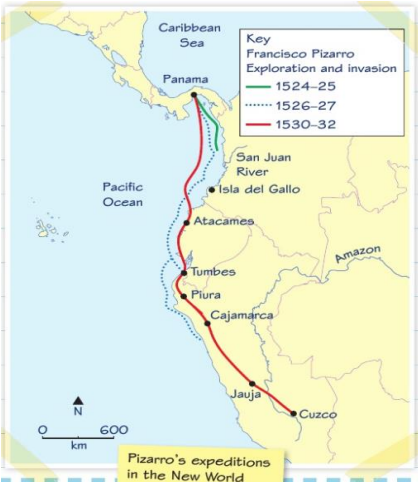 Caribbean
Sea
Key
Francisco Pizarro
Exploration and invasion
1524–25
1526–27
1530–32
Panama
San Juan
River
Pacific
Ocean
Isla del Gallo
Atacames
Amazon
Tumbes
Piura
Cajamarca
Jauja
Cuzco
N
0 600
km
Pizarro's expeditions
in the New World